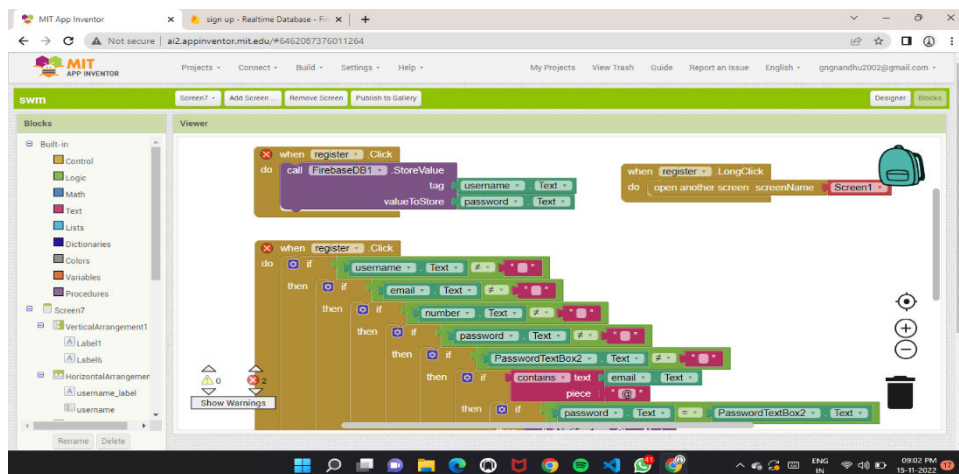 MIT App Inventor
sign up - Realtime Database - Fir
Not secure
ai2.appinventor.mit.edu/#6462087376011264
MIT
APP INVENTOR
Projects
Connect
Build
Settings
Help
My Projects
View Trash
Guide
Report an Issue
English
gngnandhu2002@gmail.com
swm
Screen7
Add Screen ...
Remove Screen
Publish to Gallery
Designer
Blocks
Blocks
Viewer
Built-in
Control
Logic
Math
Text
Lists
Dictionaries
Colors
Variables
Procedures
Screen7
VerticalArrangement1
Label1
Label6
HorizontalArrangemer
username_label
username
Rename
Delete
when register .Click
do call FirebaseDB1 .StoreValue
tag username . Text
valueToStore password . Text
when register .LongClick
do open another screen screenName Screen1
when register .Click
do if username . Text ≠ " "
then if email . Text ≠ " "
then if number . Text ≠ " "
then if password . Text ≠ " "
then if PasswordTextBox2 . Text ≠ " "
then if contains text email . Text
piece "@"
then if password . Text = PasswordTextBox2 . Text
0
2
Show Warnings
41
ENG
IN
09:02 PM
15-11-2022